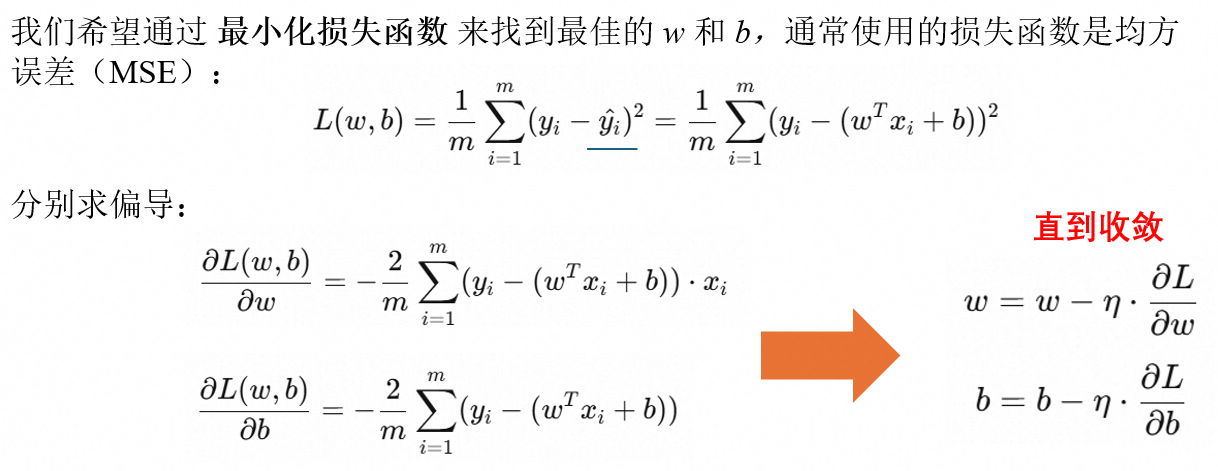 我们希望通过 最小化损失函数 来找到最佳的 w 和 b，通常使用的损失函数是均方
误差（MSE）：
L(w, b) = \frac{1}{m} \sum_{i=1}^{m} (y_i - \hat{y}_i)^2 = \frac{1}{m} \sum_{i=1}^{m} (y_i - (w^T x_i + b))^2
分别求偏导：
\frac{\partial L(w, b)}{\partial w} = -\frac{2}{m} \sum_{i=1}^{m} (y_i - (w^T x_i + b)) \cdot x_i
\frac{\partial L(w, b)}{\partial b} = -\frac{2}{m} \sum_{i=1}^{m} (y_i - (w^T x_i + b))
直到收敛
w = w - \eta \cdot \frac{\partial L}{\partial w}
b = b - \eta \cdot \frac{\partial L}{\partial b}